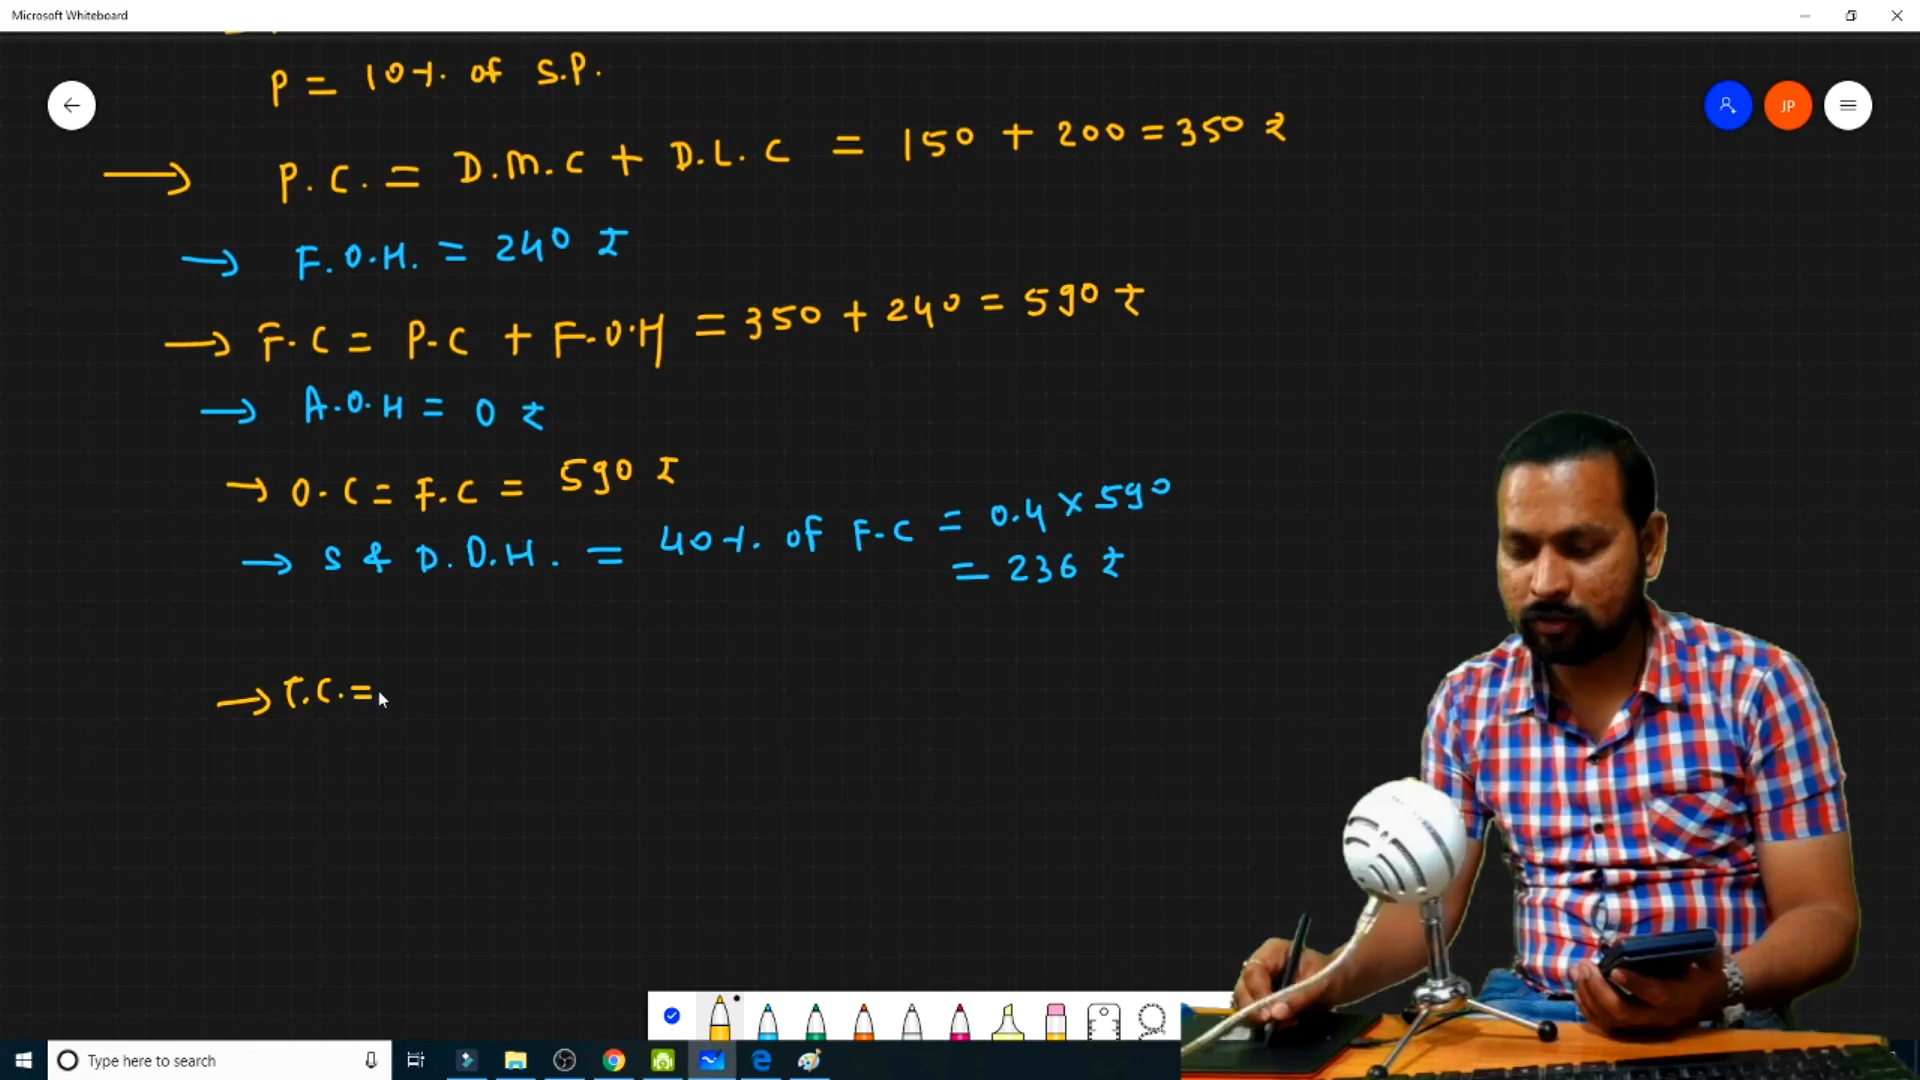 Microsoft Whiteboard
P = 10%. of S.P.
JP
→ P.C. = D.M.C + D.L.C = 150 + 200 = 350 ₹
→ F.O.H. = 240 ₹
→ F.C = P.C + F.O.H = 350 + 240 = 590 ₹
→ A.O.H = 0 ₹
→ O.C = F.C = 590 ₹
→ S & D.O.H. = 40%. of F.C = 0.4 × 590
= 236 ₹
→ T.C. =
Type here to search